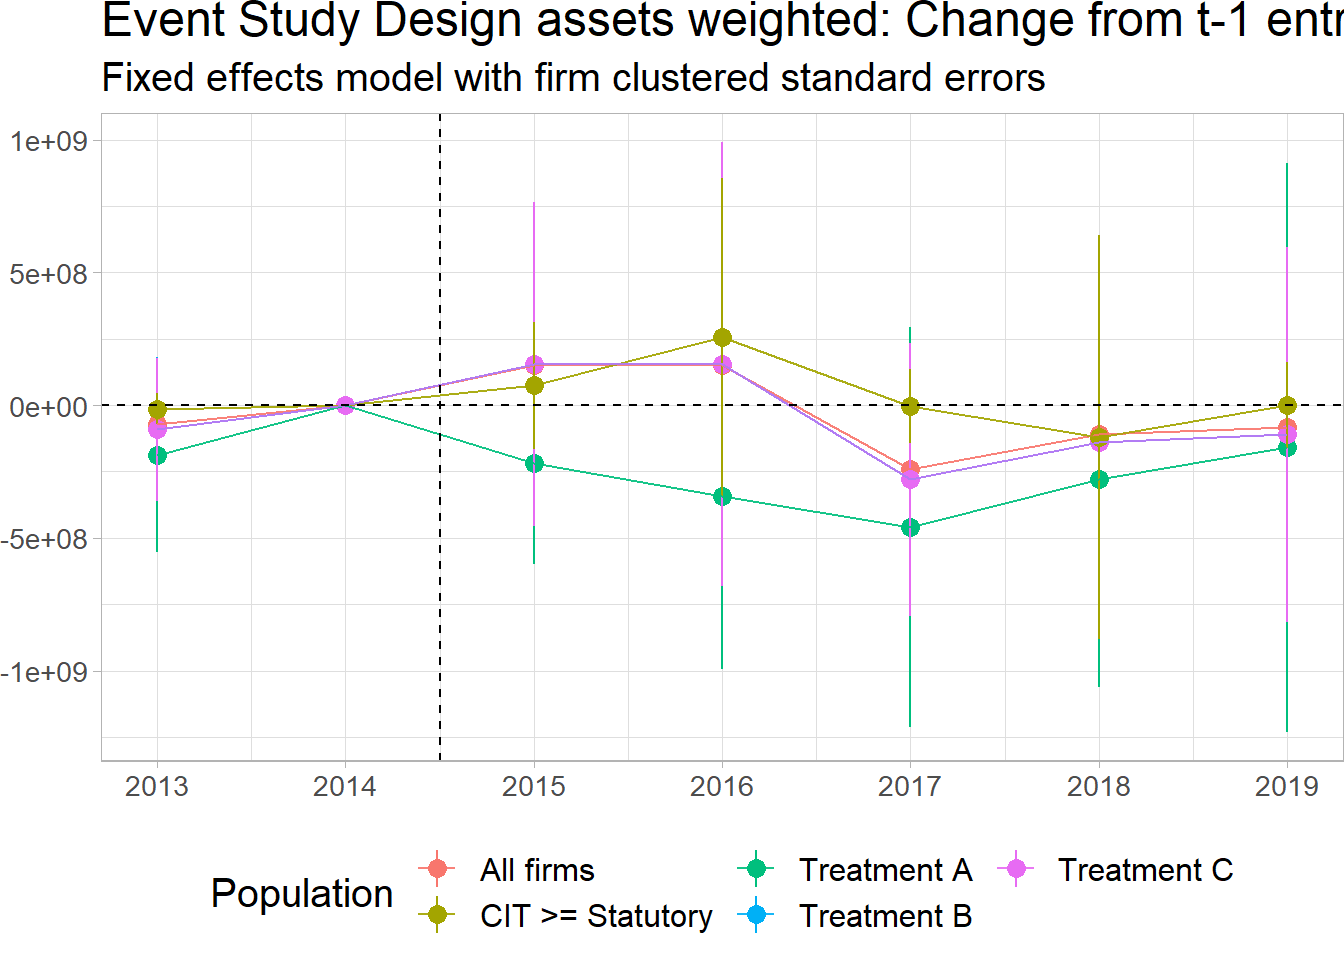 Event Study Design assets weighted: Change from t-1 entr
Fixed effects model with firm clustered standard errors
1e+09
5e+08
0e+00
-5e+08
-1e+09
2013 2014 2015 2016 2017 2018 2019
Population
All firms Treatment A Treatment C
CIT >= Statutory Treatment B